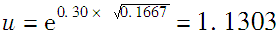 u = e^{0.30 × √0.1667} = 1.1303